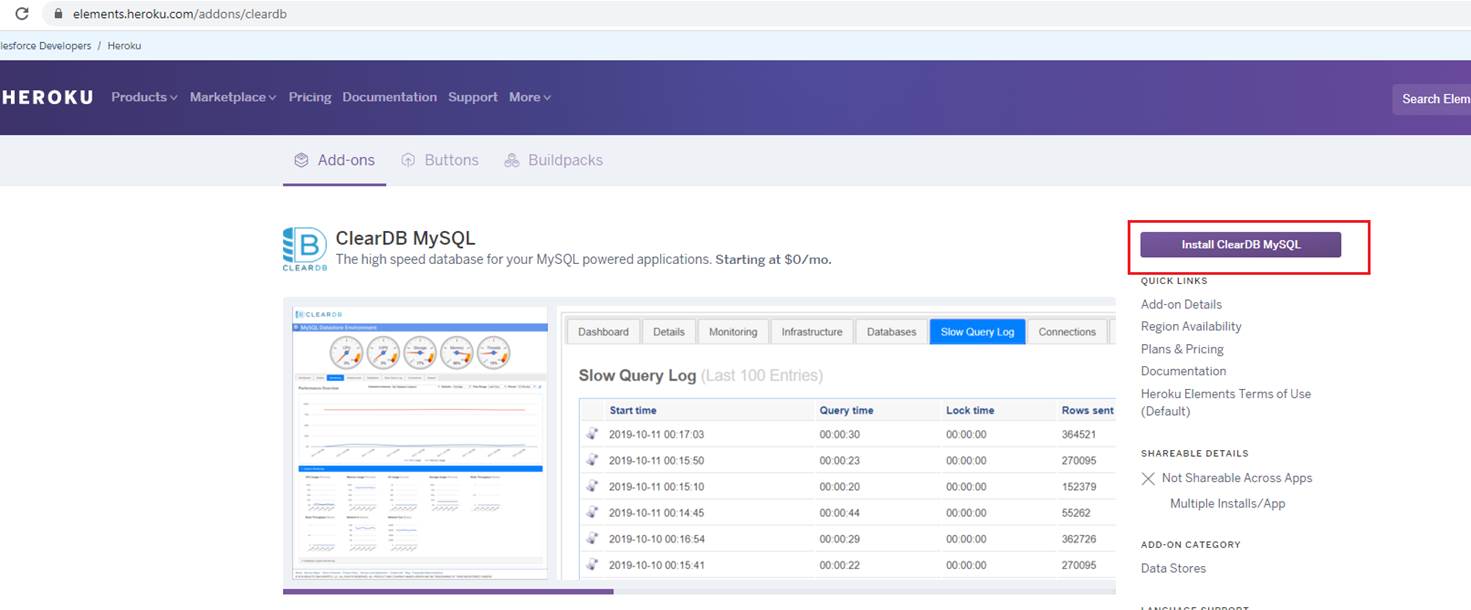 elements.heroku.com/addons/cleardb
lesforce Developers / Heroku
HEROKU Products Marketplace Pricing Documentation Support More Search Elem
Add-ons Buttons Buildpacks
ClearDB MySQL
The high speed database for your MySQL powered applications. Starting at $0/mo.
B
CLEARDB
Install ClearDB MySQL
QUICK LINKS
Add-on Details
Region Availability
Plans & Pricing
Documentation
Heroku Elements Terms of Use
(Default)
SHAREABLE DETAILS
Not Shareable Across Apps
Multiple Installs/App
ADD-ON CATEGORY
Data Stores
LANGUAGE SUPPORT
CLEARDB
MySQL Datastore Environment
Performance Overview
Dashboard Details Monitoring Infrastructure Databases Slow Query Log Connections
Slow Query Log (Last 100 Entries)
Start time Query time Lock time Rows sent
2019-10-11 00:17:03 00:00:30 00:00:00 364521
2019-10-11 00:15:50 00:00:23 00:00:00 270095
2019-10-11 00:15:10 00:00:20 00:00:00 152379
2019-10-11 00:14:45 00:00:44 00:00:00 55262
2019-10-10 00:16:54 00:00:29 00:00:00 362726
2019-10-10 00:15:41 00:00:22 00:00:00 270095